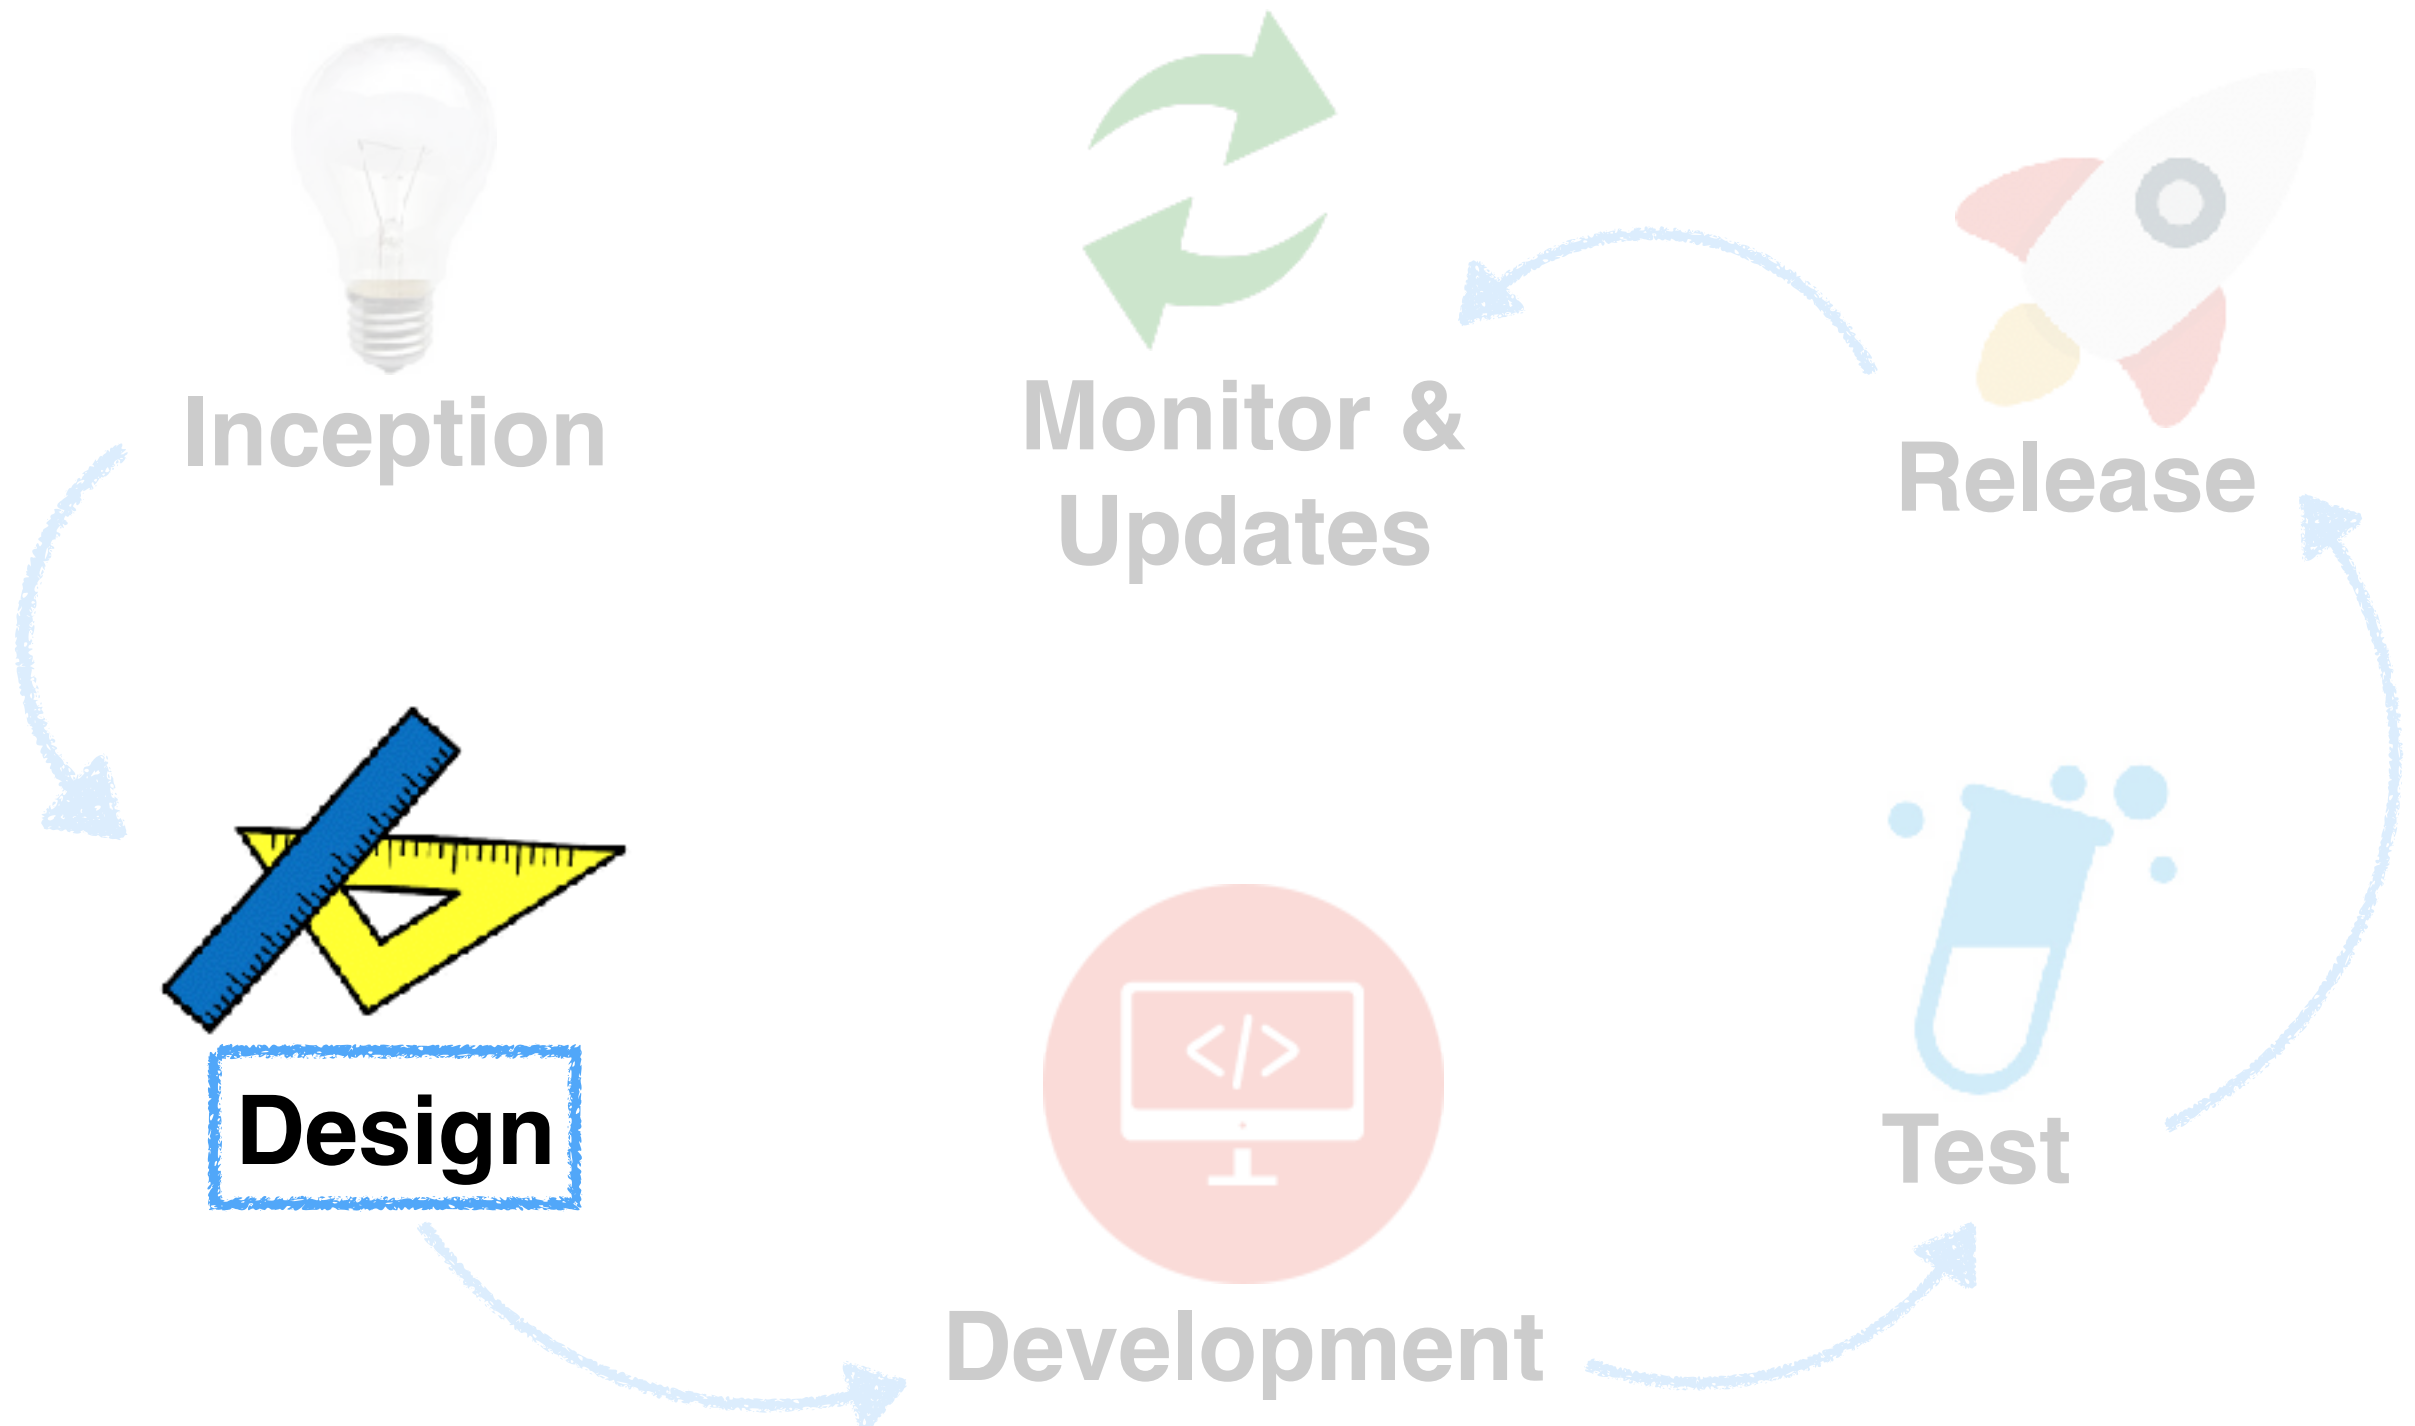 Inception
Monitor &
Updates
Release
Design
</>
Development
Test